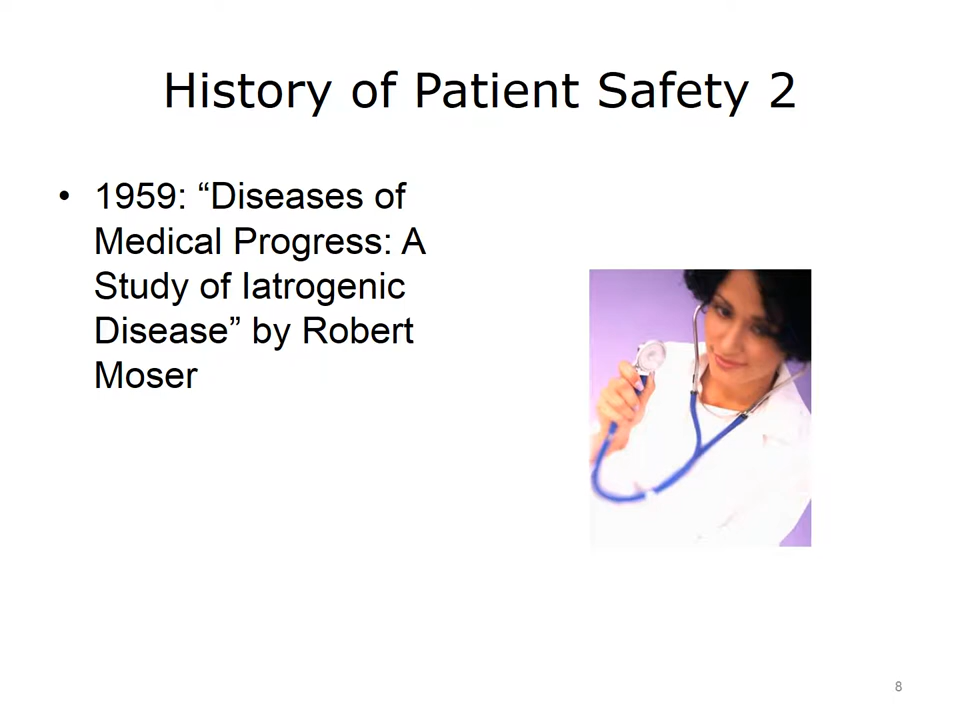 History of Patient Safety 2
• 1959: “Diseases of
Medical Progress: A
Study of Iatrogenic
Disease” by Robert
Moser
8